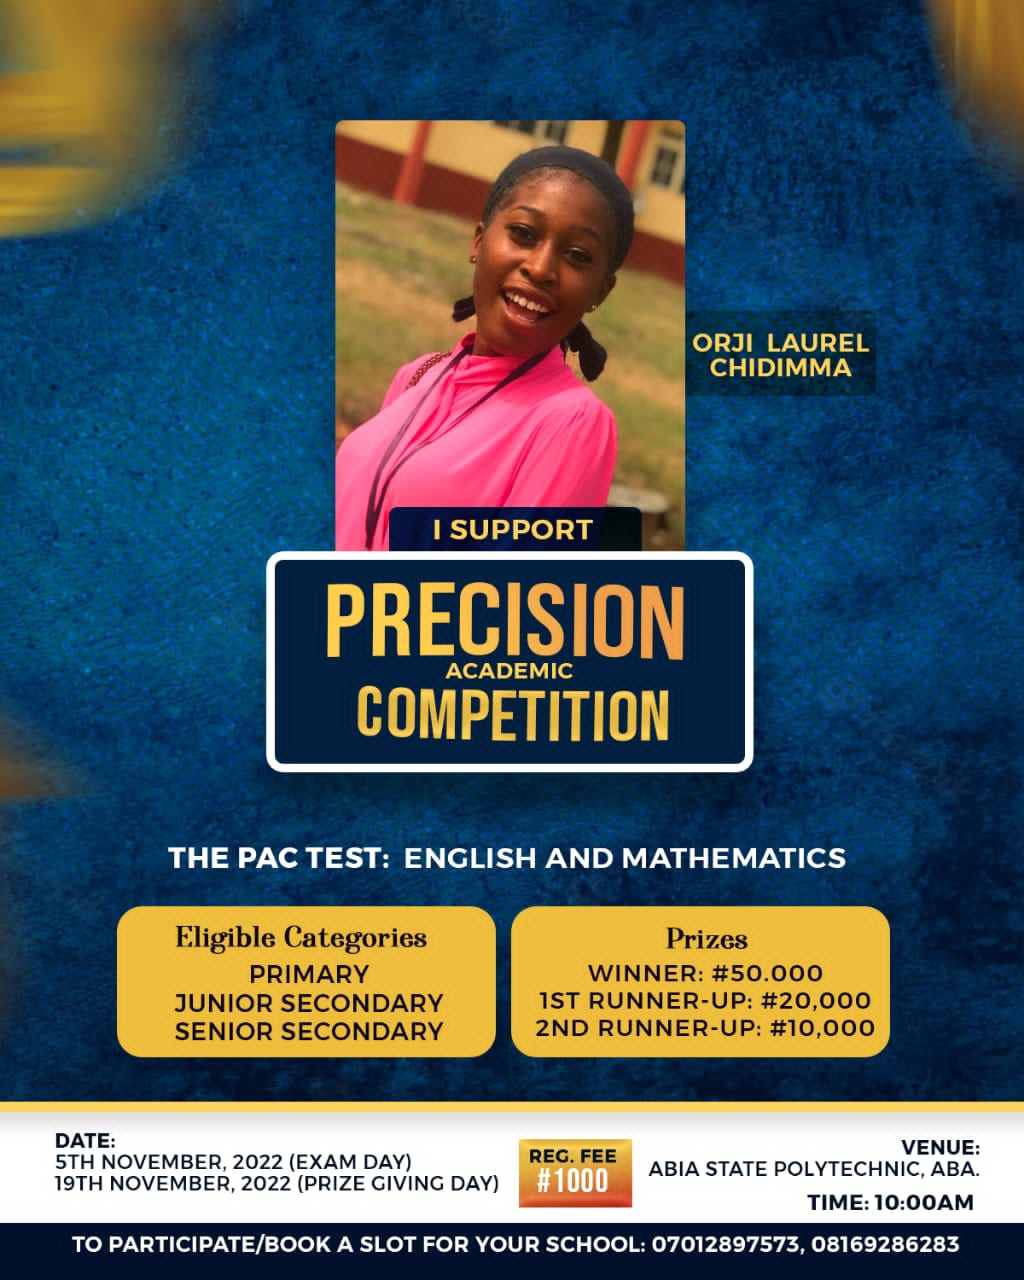 ORJI LAUREL
CHIDIMMA
I SUPPORT
PRECISION
ACADEMIC
COMPETITION
THE PAC TEST: ENGLISH AND MATHEMATICS
Eligible Categories
PRIMARY
JUNIOR SECONDARY
SENIOR SECONDARY
Prizes
WINNER: #50.000
1ST RUNNER-UP: #20,000
2ND RUNNER-UP: #10,000
DATE:
5TH NOVEMBER, 2022 (EXAM DAY)
19TH NOVEMBER, 2022 (PRIZE GIVING DAY)
REG. FEE
#1000
VENUE:
ABIA STATE POLYTECHNIC, ABA.
TIME: 10:00AM
TO PARTICIPATE/BOOK A SLOT FOR YOUR SCHOOL: 07012897573, 08169286283